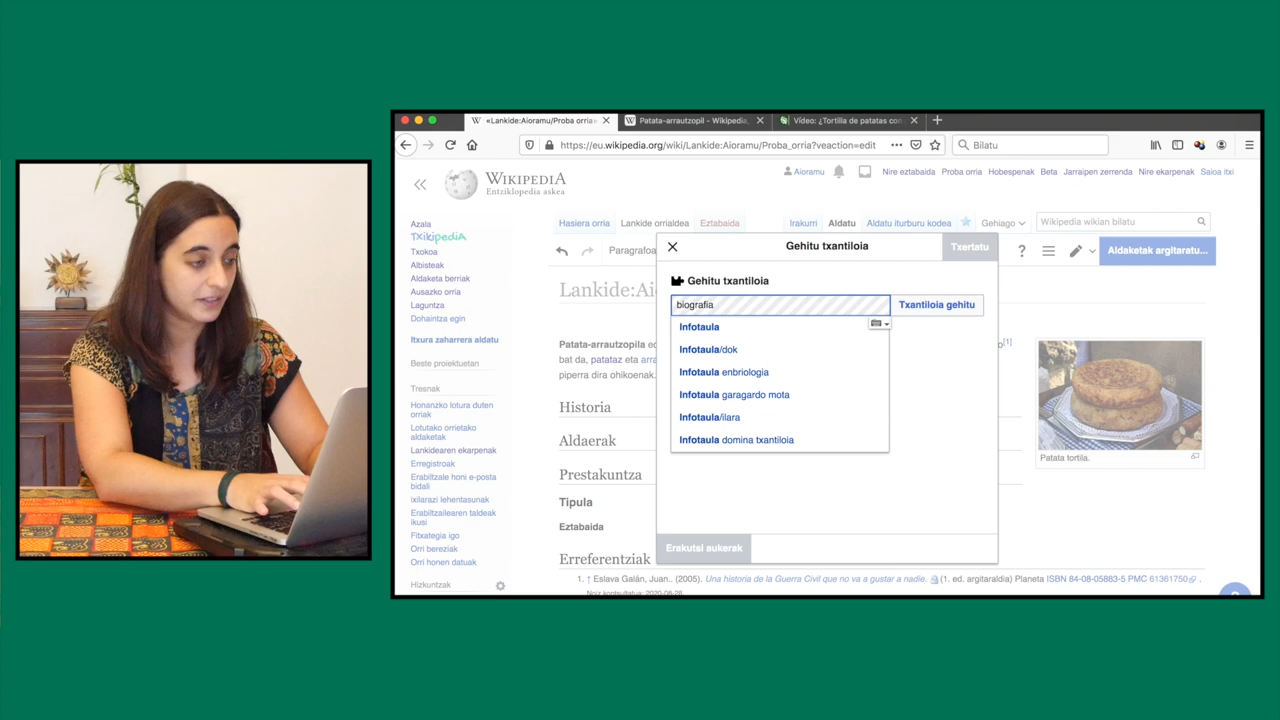 «Lankide:Aioramu/Proba orria»
Patata-arrautzopil - Wikipedia,
Vídeo: ¿Tortilla de patatas con
https://eu.wikipedia.org/wiki/Lankide:Aioramu/Proba_orria?veaction=edit
Bilatu
WIKIPEDIA
Entziklopedia askea
Aioramu
Nire eztabaida
Proba orria
Hobespenak
Beta
Jarraipen zerrenda
Nire ekarpenak
Saioa itxi
Azala
TXikipediA
Txokoa
Albisteak
Aldaketa berriak
Ausazko orria
Laguntza
Dohaintza egin
Itxura zaharrera aldatu
Beste proiektuetan
Tresnak
Honanzko lotura duten
orriak
Lotutako orrietako
aldaketak
Lankidearen ekarpenak
Erregistroak
Erabiltzaile honi e-posta
bidali
ixilarazi lehentasunak
Erabiltzailearen taldeak
ikusi
Fitxategia igo
Orri bereziak
Orri honen datuak
Hizkuntzak
Hasiera orria
Lankide orrialdea
Eztabaida
Irakurri
Aldatu
Aldatu iturburu kodea
Gehiago
Wikipedia wikian bilatu
Paragrafoa
Aldaketak argitaratu...
Lankide:Ai
Patata-arrautzopila
bat da, patataz eta
piperra dira ohikoenak.
[1]
Historia
Aldaerak
Prestakuntza
Tipula
Eztabaida
Erreferentziak
1. ↑ Eslava Galán, Juan.. (2005). Una historia de la Guerra Civil que no va a gustar a nadie. (1. ed. argitaraldia) Planeta ISBN 84-08-05883-5 PMC 61361750 .
Noiz kontsultatua: 2020-08-28
Patata tortila.
Gehitu txantiloia
Txertatu
Gehitu txantiloia
biografia
Txantiloia gehitu
Infotaula
Infotaula/dok
Infotaula enbriologia
Infotaula garagardo mota
Infotaula/ilara
Infotaula domina txantiloia
Erakutsi aukerak